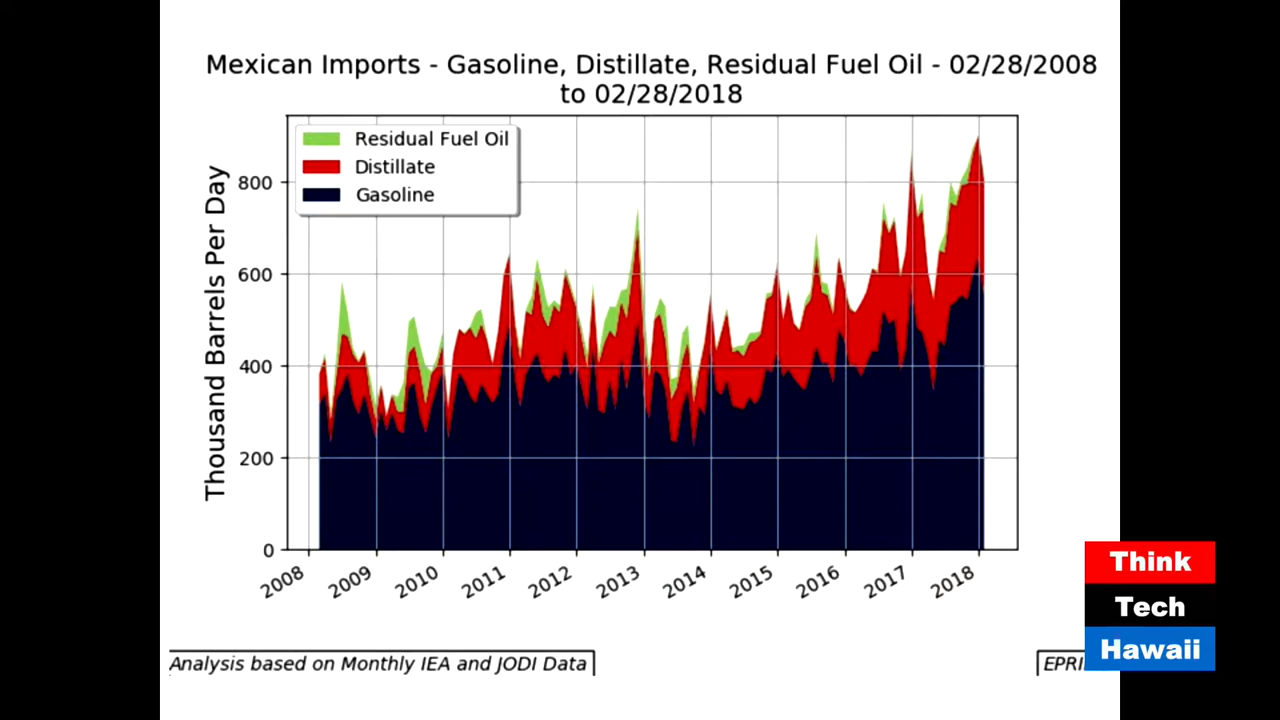 Mexican Imports - Gasoline, Distillate, Residual Fuel Oil - 02/28/2008
to 02/28/2018
Residual Fuel Oil
Distillate
Gasoline
Thousand Barrels Per Day
800
600
400
200
0
2008
2009
2010
2011
2012
2013
2014
2015
2016
2017
2018
Analysis based on Monthly IEA and JODI Data
EPRI
Think
Tech
Hawaii